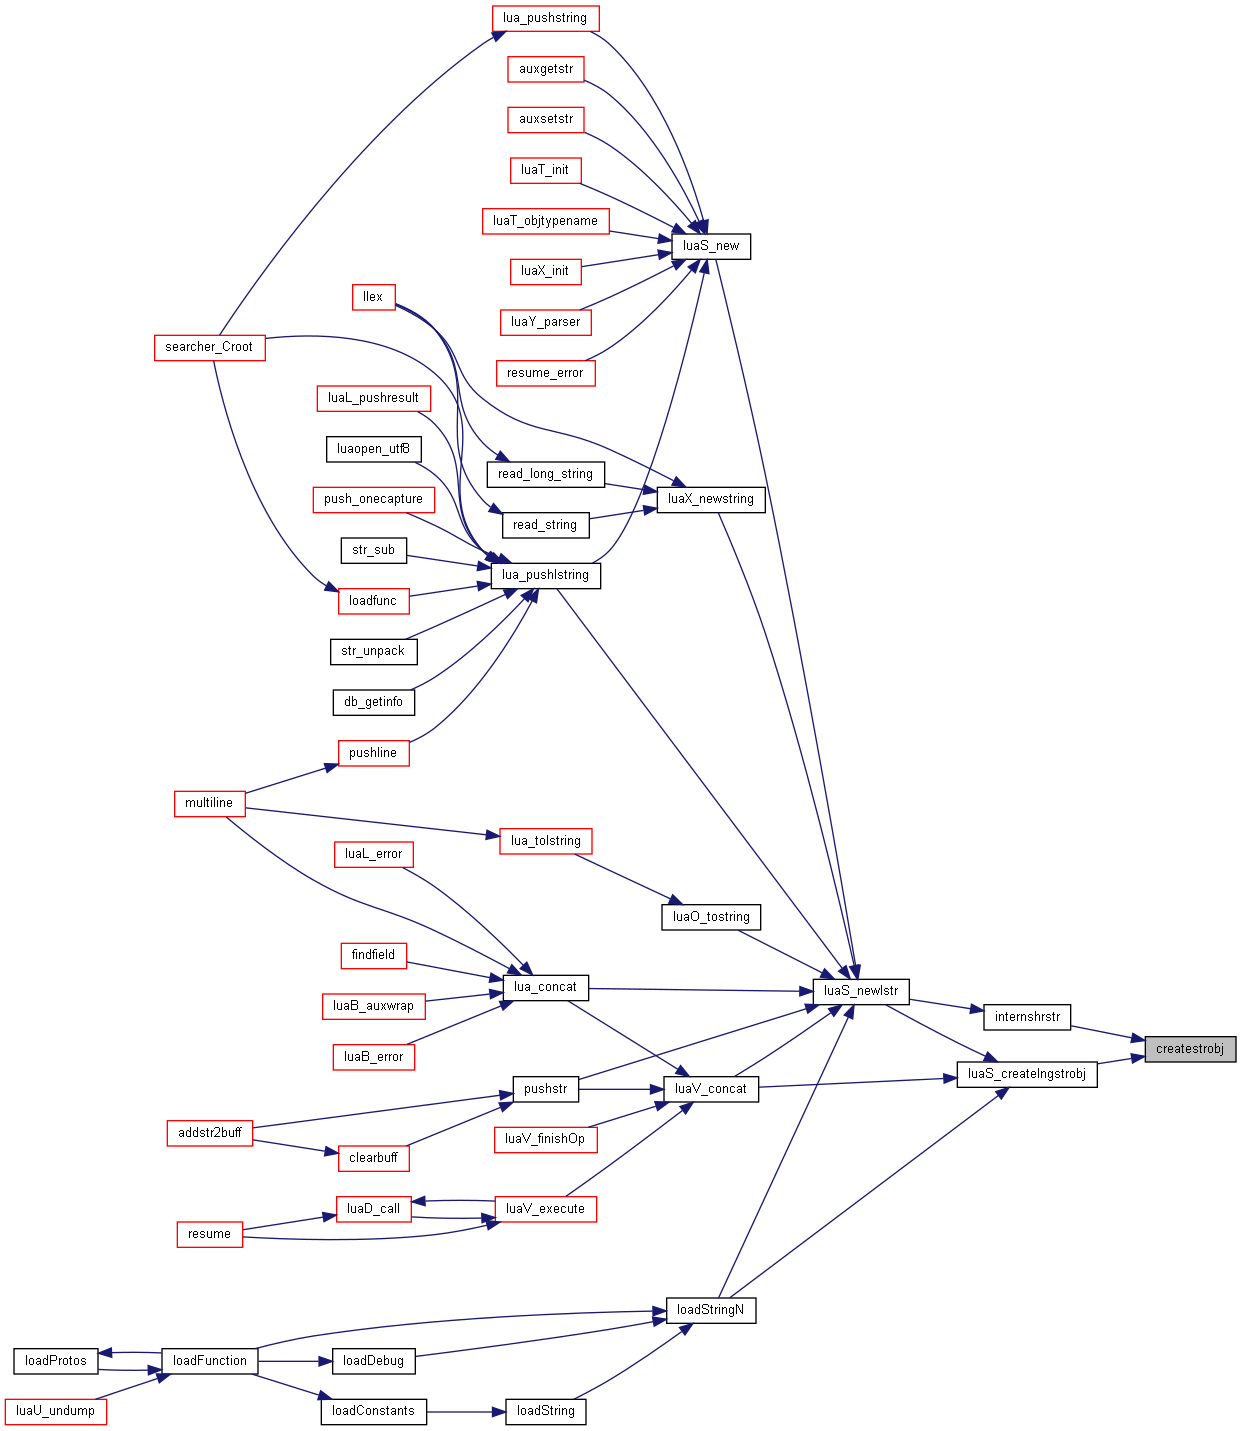 lua_pushstring
auxgetstr
auxsetstr
luaT_init
luaT_objtypename
luaS_new
luaX_init
llex
luaY_parser
searcher_Croot
resume_error
luaL_pushresult
luaopen_utf8
read_long_string
push_onecapture
luaX_newstring
read_string
str_sub
lua_pushlstring
loadfunc
str_unpack
db_getinfo
pushline
multiline
lua_tolstring
luaL_error
luaO_tostring
findfield
lua_concat
luaS_newlstr
luaB_auxwrap
internshrstr
luaB_error
createstrobj
luaS_createlngstrobj
pushstr
luaV_concat
addstr2buff
luaV_finishOp
clearbuff
luaD_call
luaV_execute
resume
loadStringN
loadProtos
loadFunction
loadDebug
luaU_undump
loadConstants
loadString